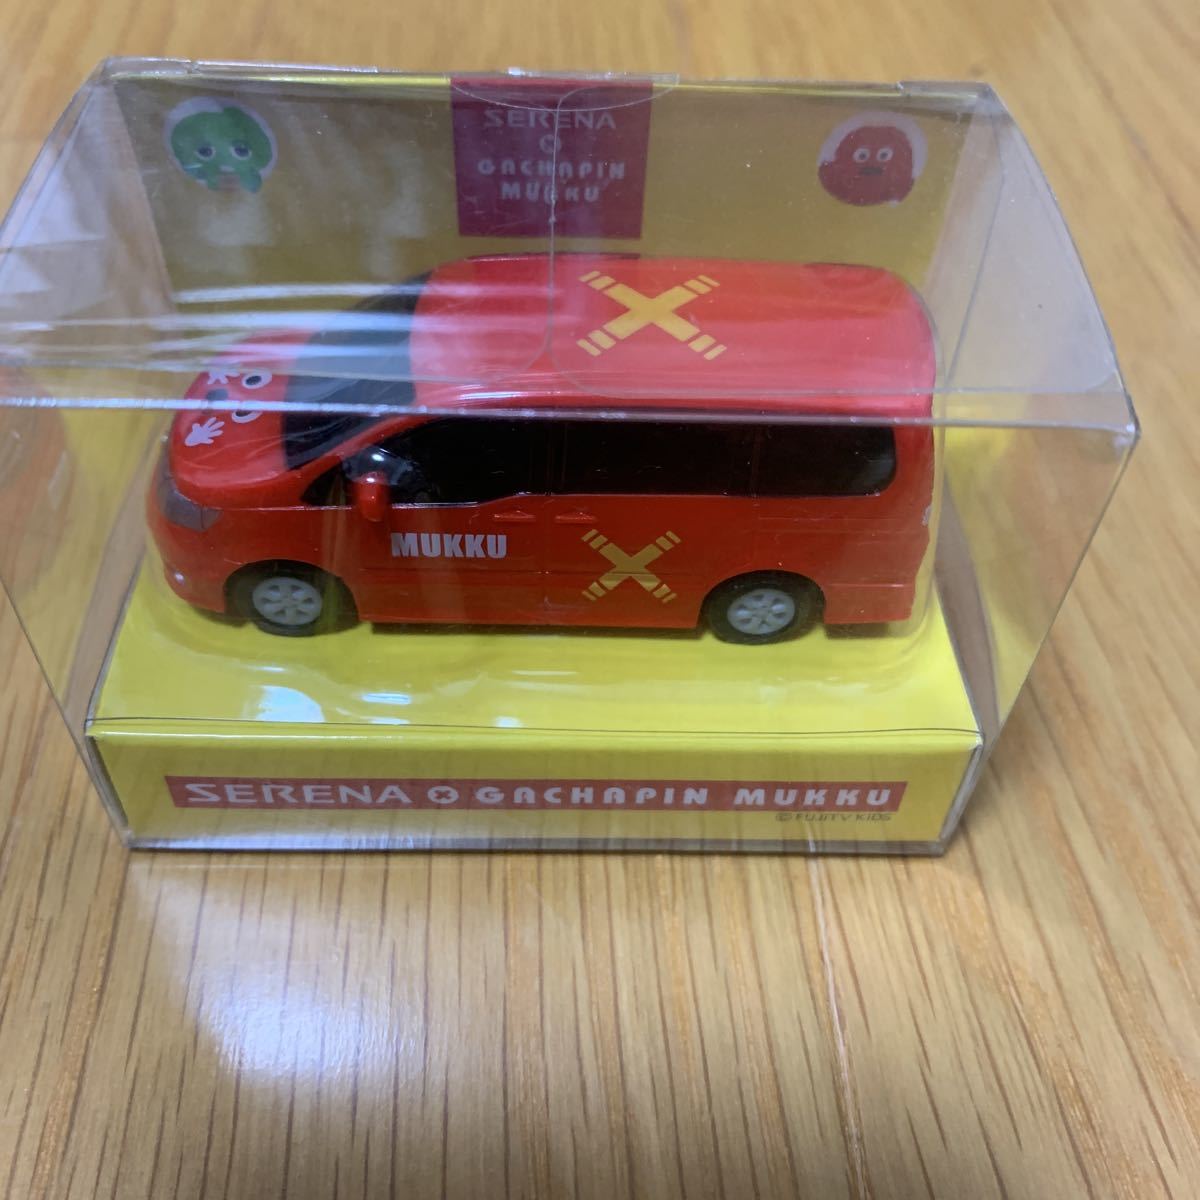 SERENA
×
GACHAPIN
MUKKU
MUKKU
SERENA × GACHAPIN MUKKU
© FUJITV KIDS